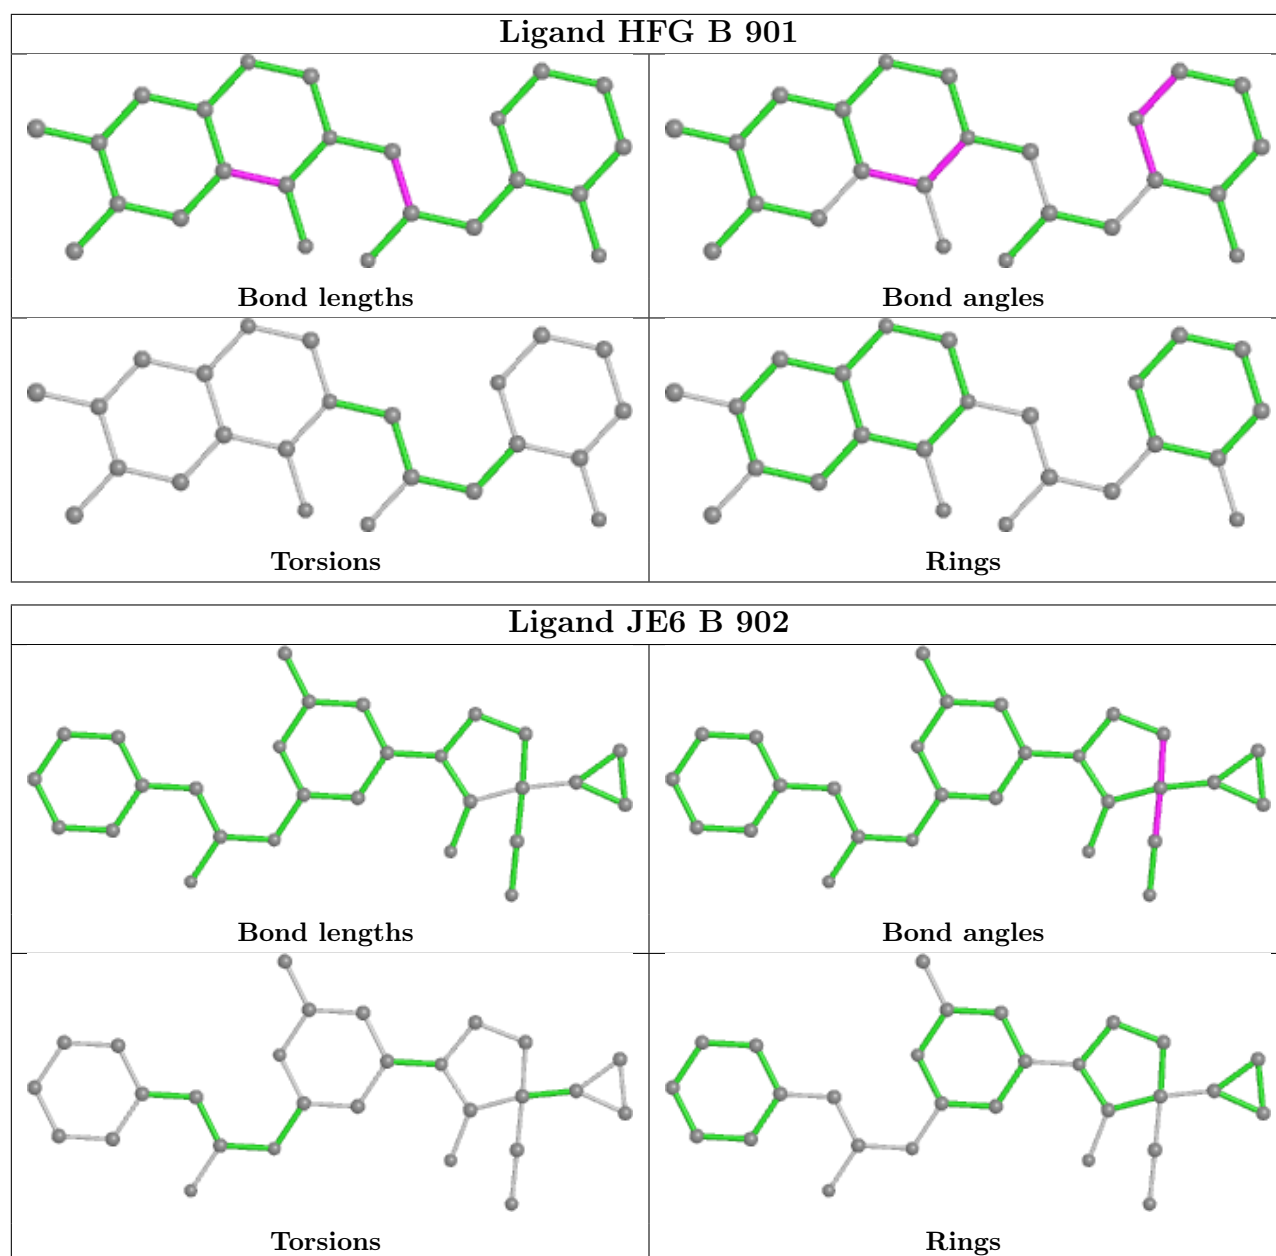 Ligand HFG B 901
Bond lengths
Bond angles
Torsions
Rings
Ligand JE6 B 902
Bond lengths
Bond angles
Torsions
Rings